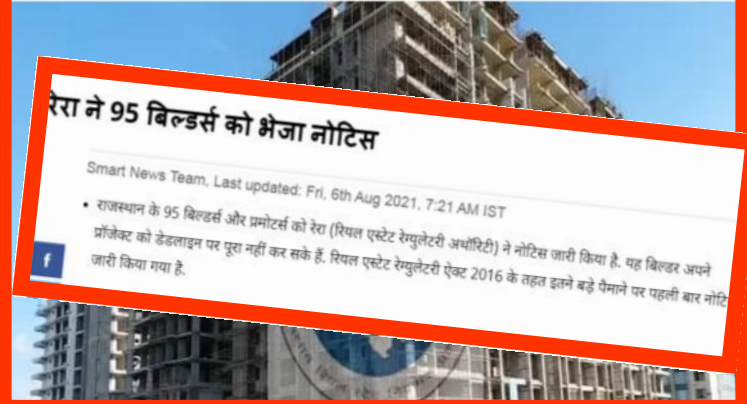 रेरा ने 95 बिल्डर्स को भेजा नोटिस
Smart News Team, Last updated: Fri, 6th Aug 2021, 7:21 AM IST
• राजस्थान के 95 बिल्डर्स और प्रमोटर्स को रेरा (रियल एस्टेट रेग्युलेटरी अथॉरिटी) ने नोटिस जारी किया है. यह बिल्डर अपने
प्रॉजेक्ट को डेडलाइन पर पूरा नहीं कर सके हैं. रियल एस्टेट रेग्युलेटरी ऐक्ट 2016 के तहत इतने बड़े पैमाने पर पहली बार नोटि
जारी किया गया है.
f